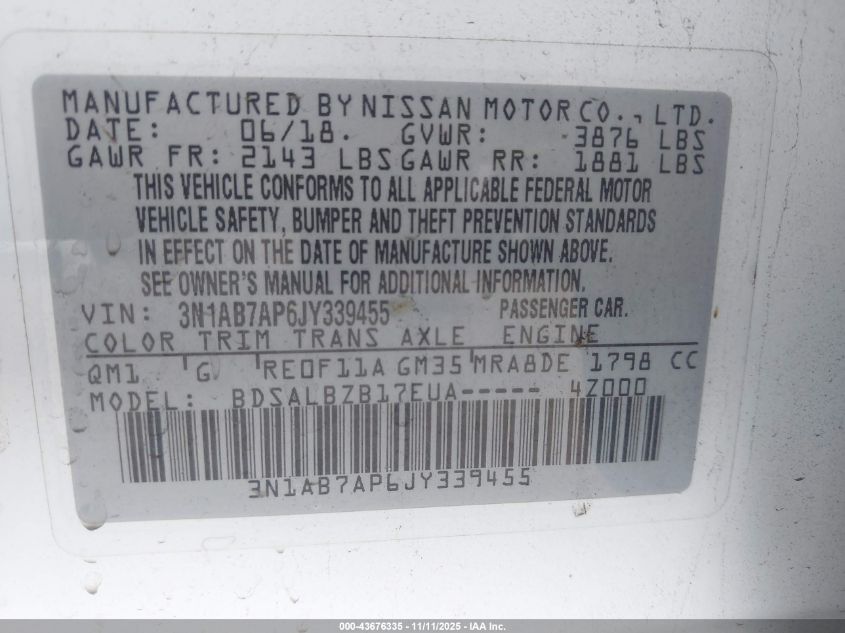 MANUFACTURED BY NISSAN MOTOR CO., LTD.
DATE: 06/18. GVWR: 3876 LBS
GAWR FR: 2143 LBS GAWR RR: 1881 LBS
THIS VEHICLE CONFORMS TO ALL APPLICABLE FEDERAL MOTOR
VEHICLE SAFETY, BUMPER AND THEFT PREVENTION STANDARDS
IN EFFECT ON THE DATE OF MANUFACTURE SHOWN ABOVE.
SEE OWNER'S MANUAL FOR ADDITIONAL INFORMATION.
VIN: 3N1AB7AP6JY339455 PASSENGER CAR.
COLOR TRIM TRANS AXLE ENGINE
QM1 G RE0F11A GM35 MRA8DE 1798 CC
MODEL: BDSALBZB17EUA----- 4Z000
3N1AB7AP6JY339455
000-43676335 - 11/11/2025 - IAA Inc.